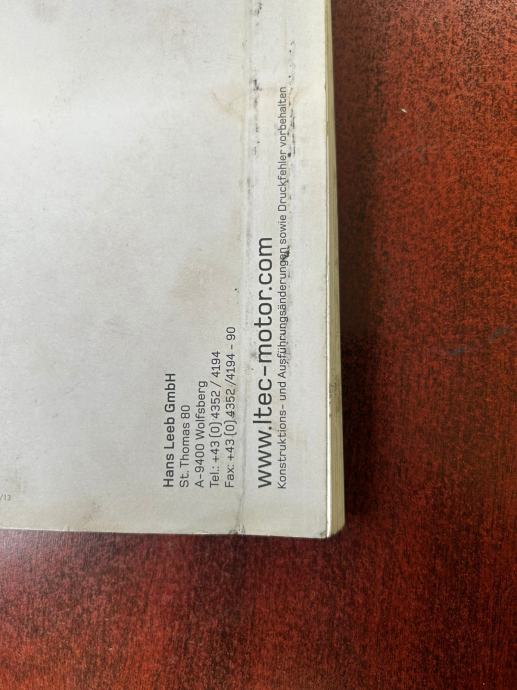 Hans Leeb GmbH
St. Thomas 80
A-9400 Wolfsberg
Tel.: +43 (0) 4352 / 4194
Fax: +43 (0) 4352 /4194 - 90
www.ltec-motor.com
Konstruktions- und Ausführungsänderungen sowie Druckfehler vorbehalten
/13